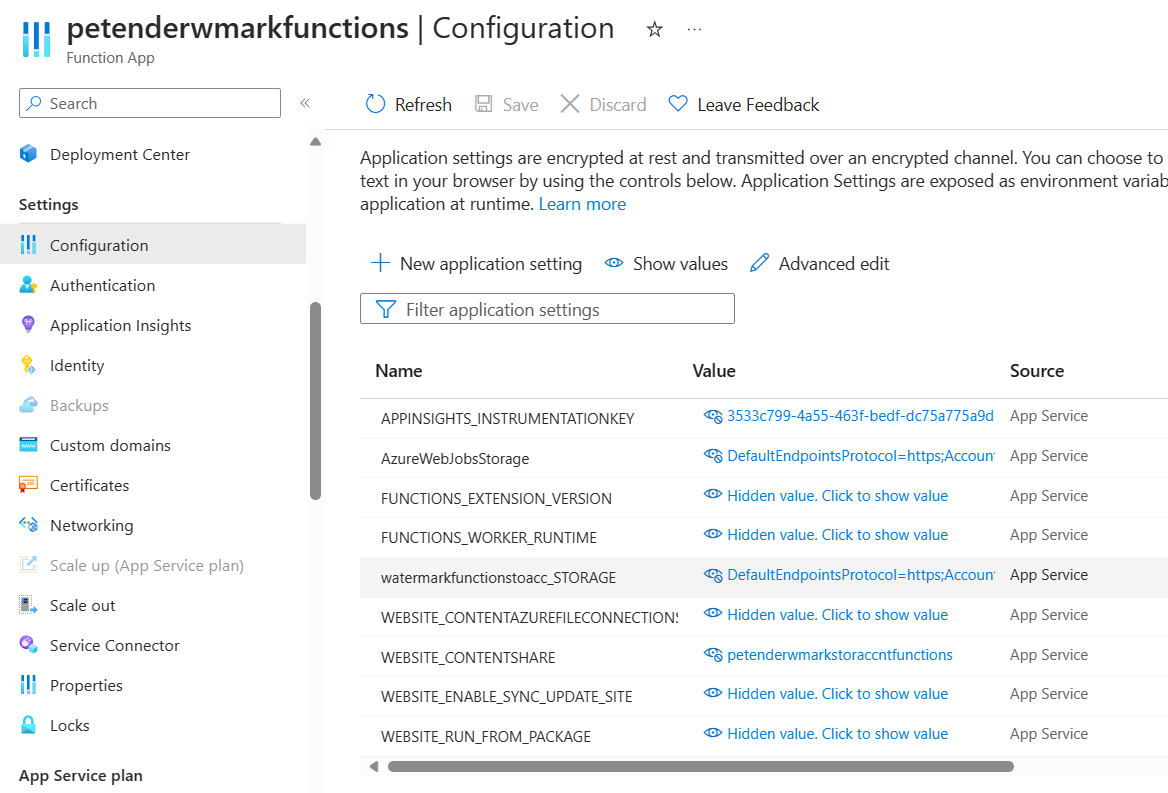 petenderwmarkfunctions | Configuration
Function App
Search
Refresh Save Discard Leave Feedback
Deployment Center
Settings
Configuration
Authentication
Application Insights
Identity
Backups
Custom domains
Certificates
Networking
Scale up (App Service plan)
Scale out
Service Connector
Properties
Locks
App Service plan
Application settings are encrypted at rest and transmitted over an encrypted channel. You can choose to
text in your browser by using the controls below. Application Settings are exposed as environment variab
application at runtime. Learn more
New application setting Show values Advanced edit
Filter application settings
Name Value Source
APPINSIGHTS_INSTRUMENTATIONKEY 3533c799-4a55-463f-bedf-dc75a775a9d App Service
AzureWebJobsStorage DefaultEndpointsProtocol=https;Account App Service
FUNCTIONS_EXTENSION_VERSION Hidden value. Click to show value App Service
FUNCTIONS_WORKER_RUNTIME Hidden value. Click to show value App Service
watermarkfunctionstoacc_STORAGE DefaultEndpointsProtocol=https;Account App Service
WEBSITE_CONTENTAZUREFILECONNECTIONS Hidden value. Click to show value App Service
WEBSITE_CONTENTSHARE petenderwmarkstoraccntfunctions App Service
WEBSITE_ENABLE_SYNC_UPDATE_SITE Hidden value. Click to show value App Service
WEBSITE_RUN_FROM_PACKAGE Hidden value. Click to show value App Service